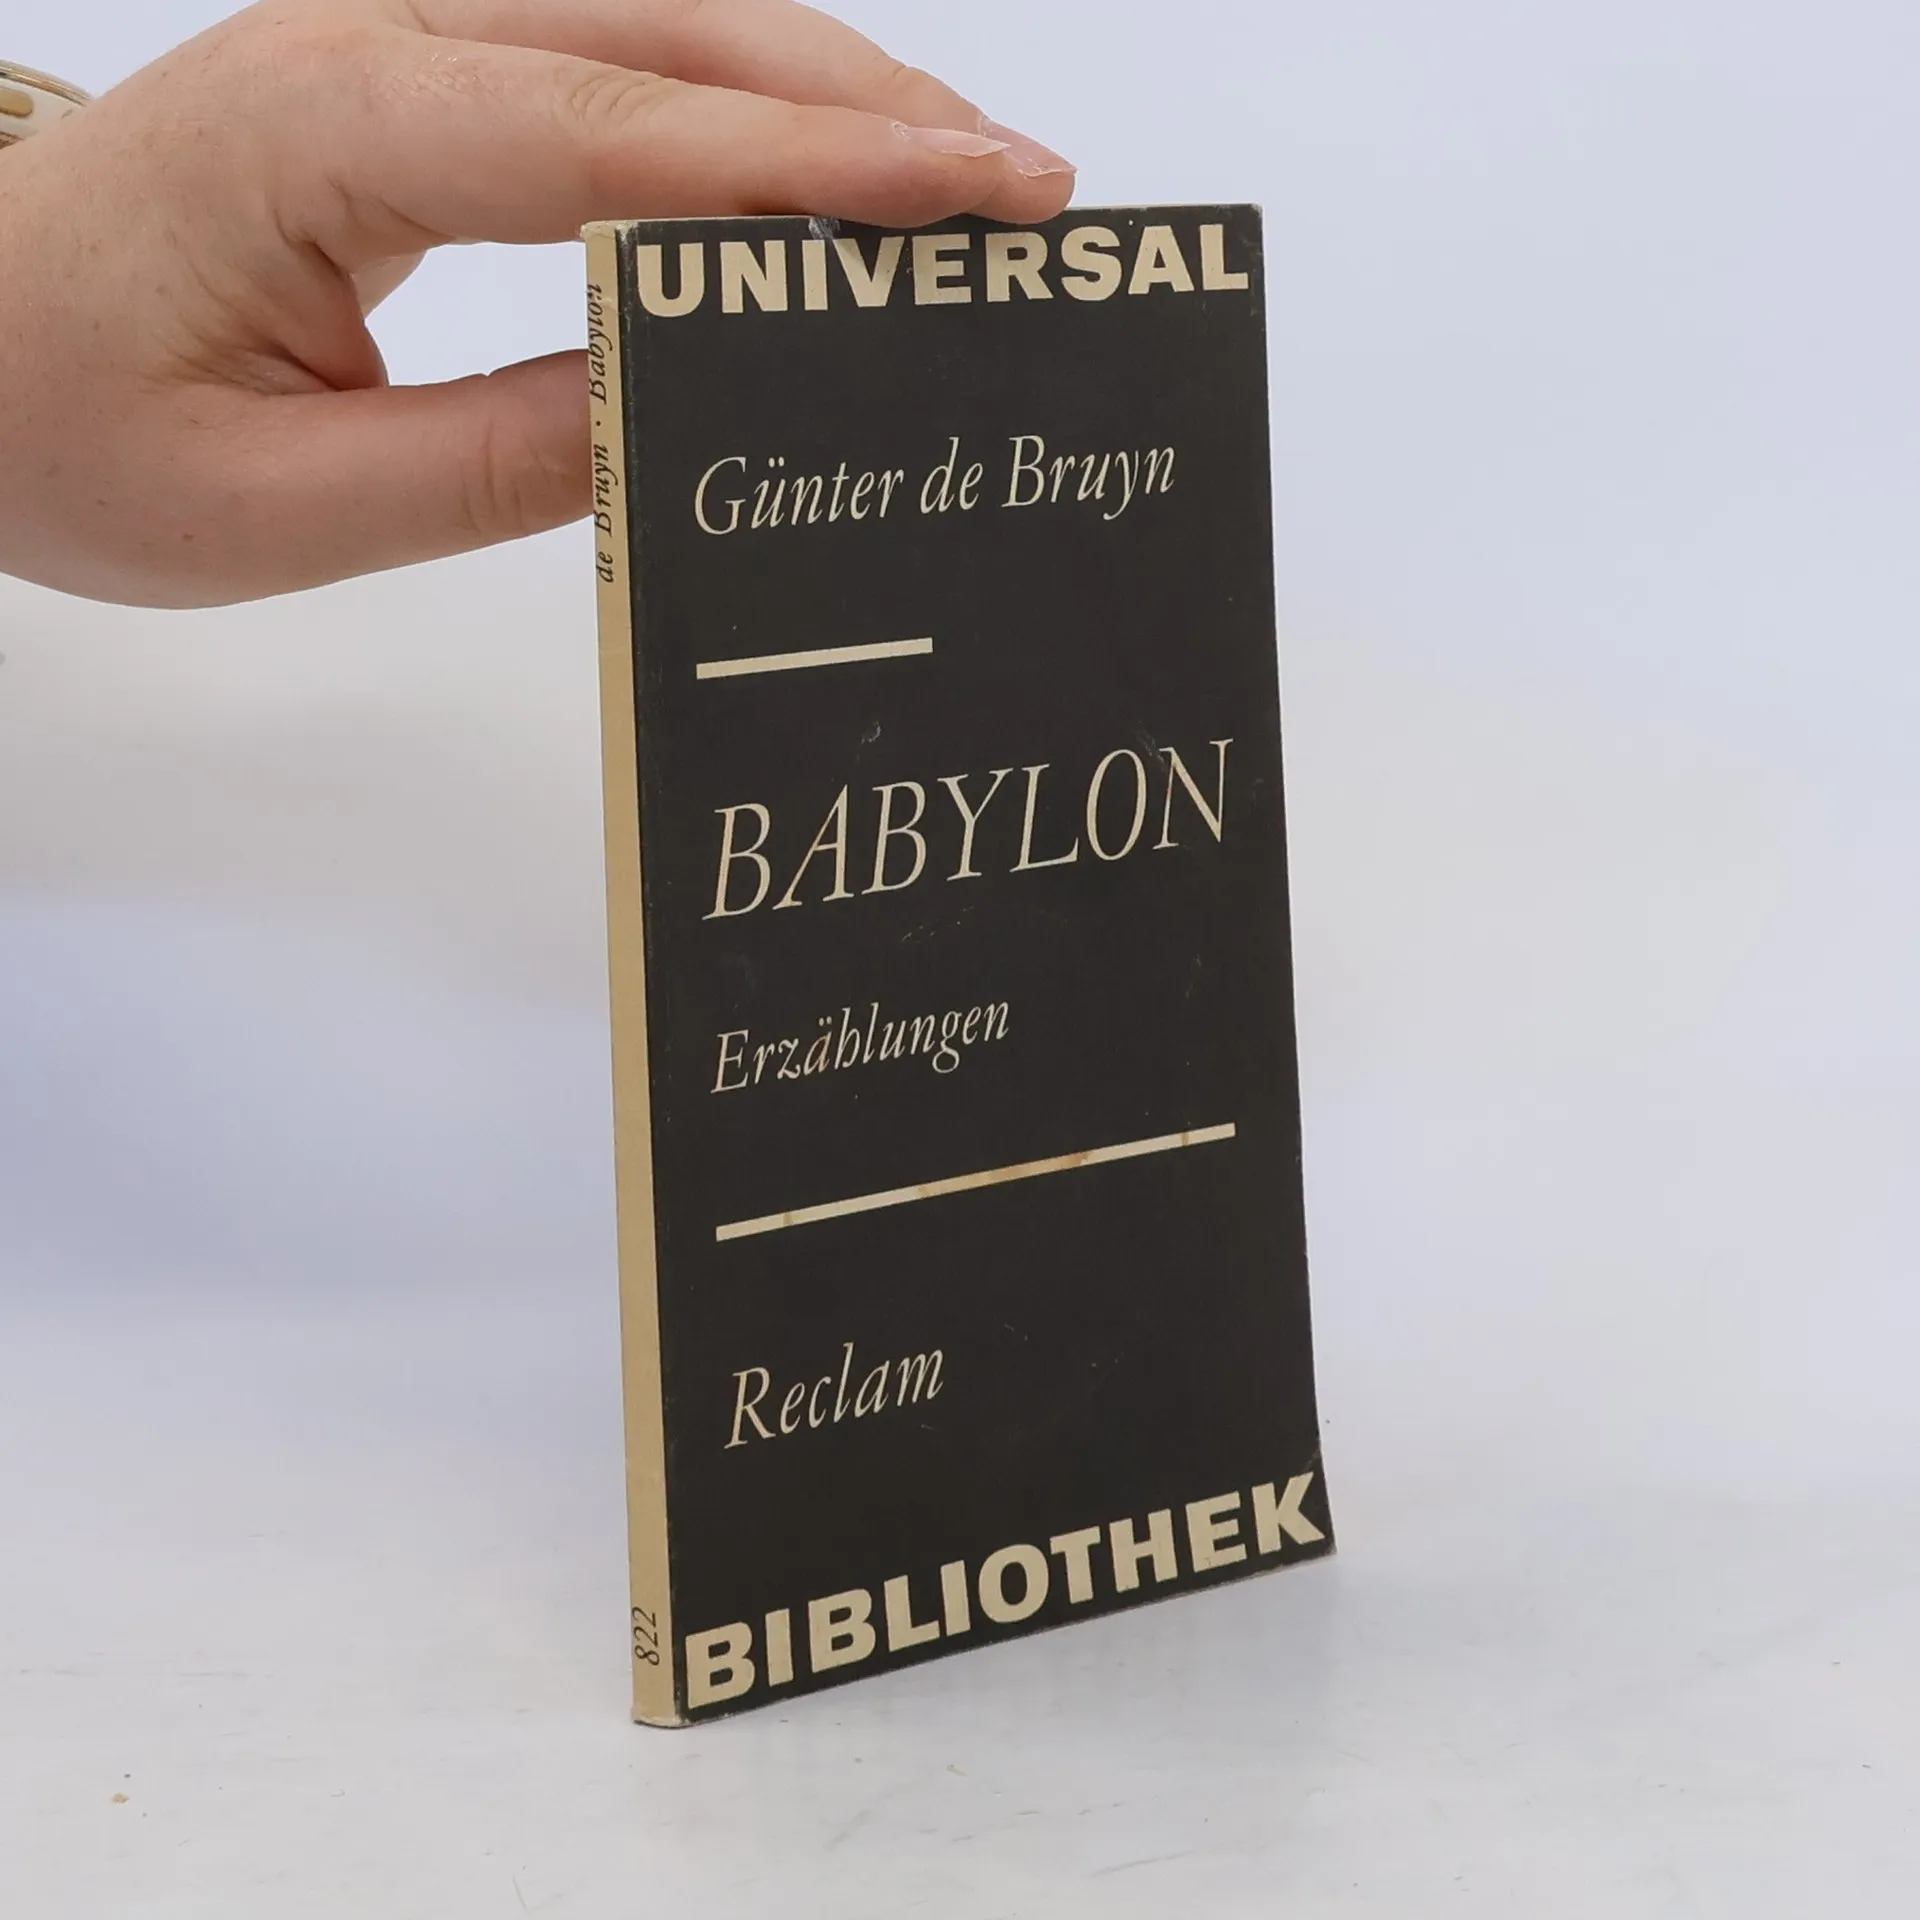 UNIVERSAL
Günter de Bruyn
BABYLON
Erzählungen
Reclam
BIBLIOTHEK
de Bruyn · Babylon
822